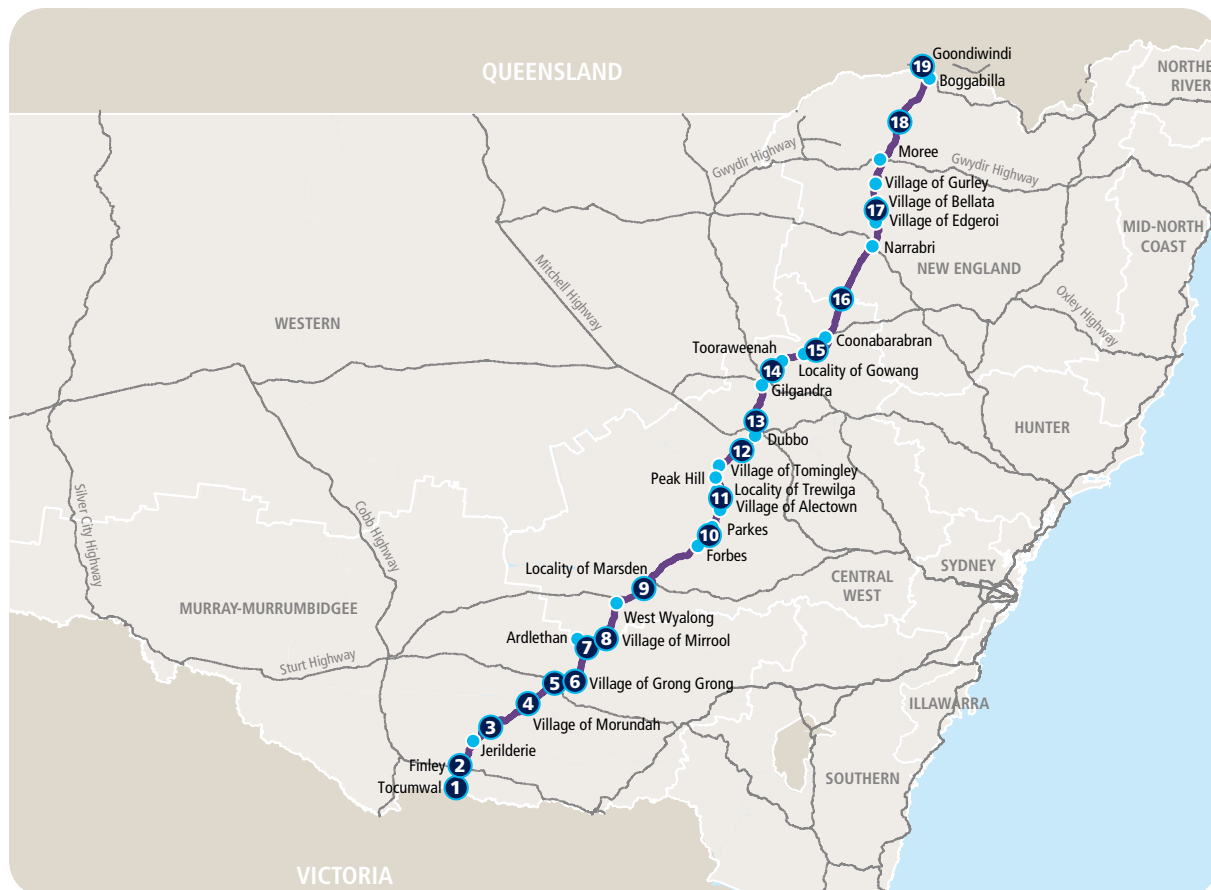 Goondiwindi
19
QUEENSLAND
Boggabilla
NORTHE
RIVER
18
Gwydir Highway
Moree
Gwydir Highway
Village of Gurley
17
Village of Bellata
Village of Edgeroi
MID-NORTH
COAST
Narrabri
NEW ENGLAND
Mitchell Highway
16
Oxley Highway
WESTERN
Coonabarabran
Tooraweenah
15
14
Locality of Gowang
Gilgandra
13
HUNTER
Dubbo
12
Village of Tomingley
Peak Hill
Locality of Trewilga
11
Village of Alectown
Silver City Highway
Cobb Highway
10
Parkes
Forbes
Locality of Marsden
SYDNEY
CENTRAL
WEST
9
MURRAY-MURRUMBIDGEE
West Wyalong
Ardlethan
8
Village of Mirrool
7
Sturt Highway
5
6
Village of Grong Grong
4
ILLAWARRA
Village of Morundah
3
Jerilderie
Finley
2
SOUTHERN
Tocumwal
1
VICTORIA